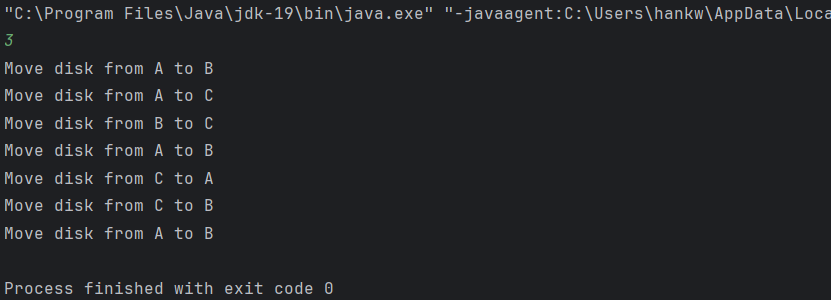 "C:\Program Files\Java\jdk-19\bin\java.exe" "-javaagent:C:\Users\hankw\AppData\Loca
3
Move disk from A to B
Move disk from A to C
Move disk from B to C
Move disk from A to B
Move disk from C to A
Move disk from C to B
Move disk from A to B
Process finished with exit code 0